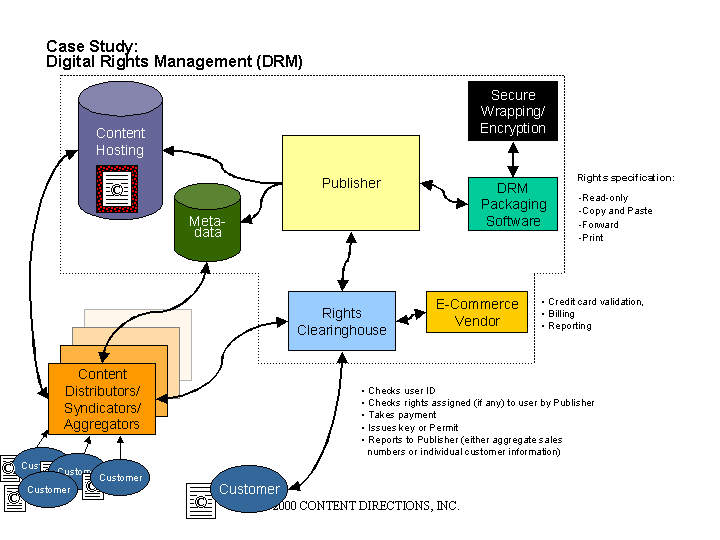 Case Study:
Digital Rights Management (DRM)
Secure
Wrapping/
Encryption
Content
Hosting
©
Publisher
DRM
Packaging
Software
Rights specification:
-Read-only
-Copy and Paste
-Forward
-Print
Meta-
data
Rights
Clearinghouse
E-Commerce
Vendor
• Credit card validation,
• Billing
• Reporting
Content
Distributors/
Syndicators/
Aggregators
• Checks user ID
• Checks rights assigned (if any) to user by Publisher
• Takes payment
• Issues key or Permit
• Reports to Publisher (either aggregate sales
numbers or individual customer information)
©
Custom
©
Customer
©
Customer
©
Customer
2000 CONTENT DIRECTIONS, INC.